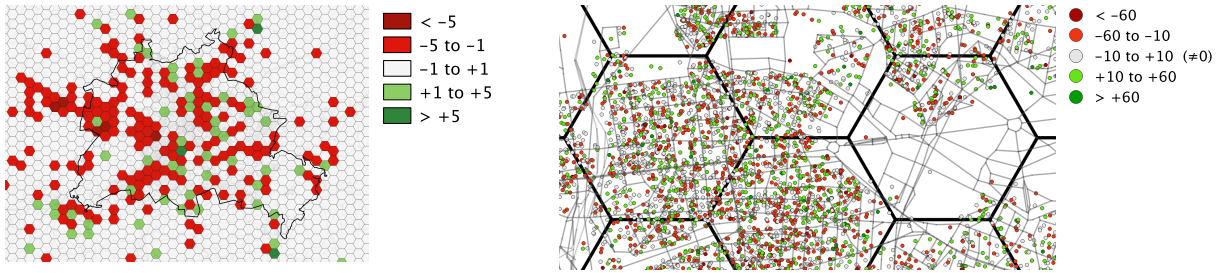 < –5
–5 to –1
–1 to +1
+1 to +5
> +5
< –60
–60 to –10
–10 to +10 (≠0)
+10 to +60
> +60